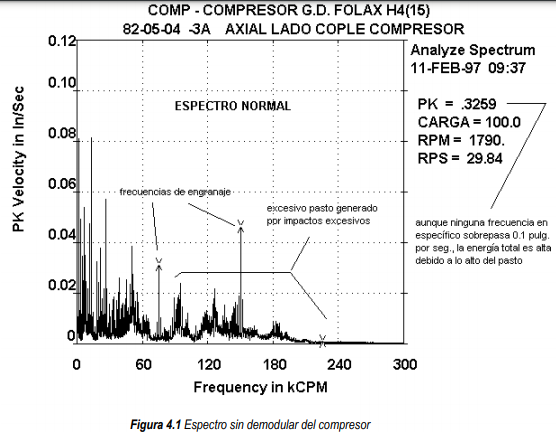 COMP - COMPRESOR G.D. FOLAX H4(15)
82-05-04 -3A AXIAL LADO COPLE COMPRESOR
Analyze Spectrum
11-FEB-97 09:37
PK = .3259
CARGA = 100.0
RPM = 1790.
RPS = 29.84
ESPECTRO NORMAL
frecuencias de engranaje
excesivo pasto generado
por impactos excesivos
aunque ninguna frecuencia en
específico sobrepasa 0.1 pulg.
por seg., la energía total es alta
debido a lo alto del pasto
PK Velocity in In/Sec
0.12
0.10
0.08
0.06
0.04
0.02
0
0 60 120 180 240 300
Frequency in kCPM
Figura 4.1 Espectro sin demodular del compresor